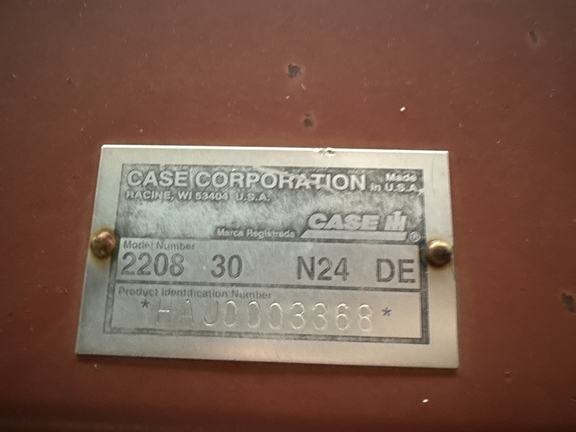 CASE CORPORATION Made
RACINE, WI 53404 U.S.A. in U.S.A.
Marca Registrada CASE IH ®
Model Number
2208 30 N24 DE
Product Identification Number
*HAJ0003368*